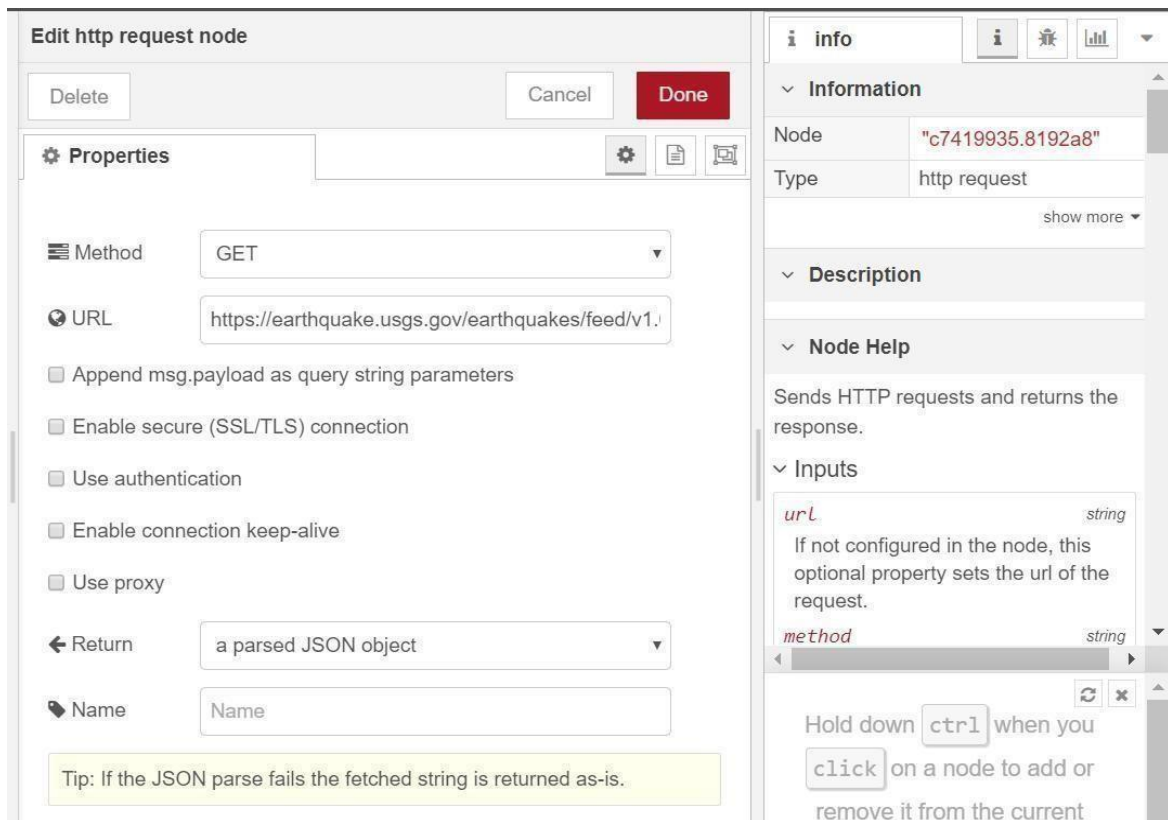 Edit http request node
Delete
Cancel
Done
Properties
Method
GET
URL
https://earthquake.usgs.gov/earthquakes/feed/v1.
Append msg.payload as query string parameters
Enable secure (SSL/TLS) connection
Use authentication
Enable connection keep-alive
Use proxy
Return
a parsed JSON object
Name
Name
Tip: If the JSON parse fails the fetched string is returned as-is.
i info
i
Information
Node "c7419935.8192a8"
Type http request
show more
Description
Node Help
Sends HTTP requests and returns the
response.
Inputs
url string
If not configured in the node, this
optional property sets the url of the
request.
method string
Hold down ctrl when you
click on a node to add or
remove it from the current